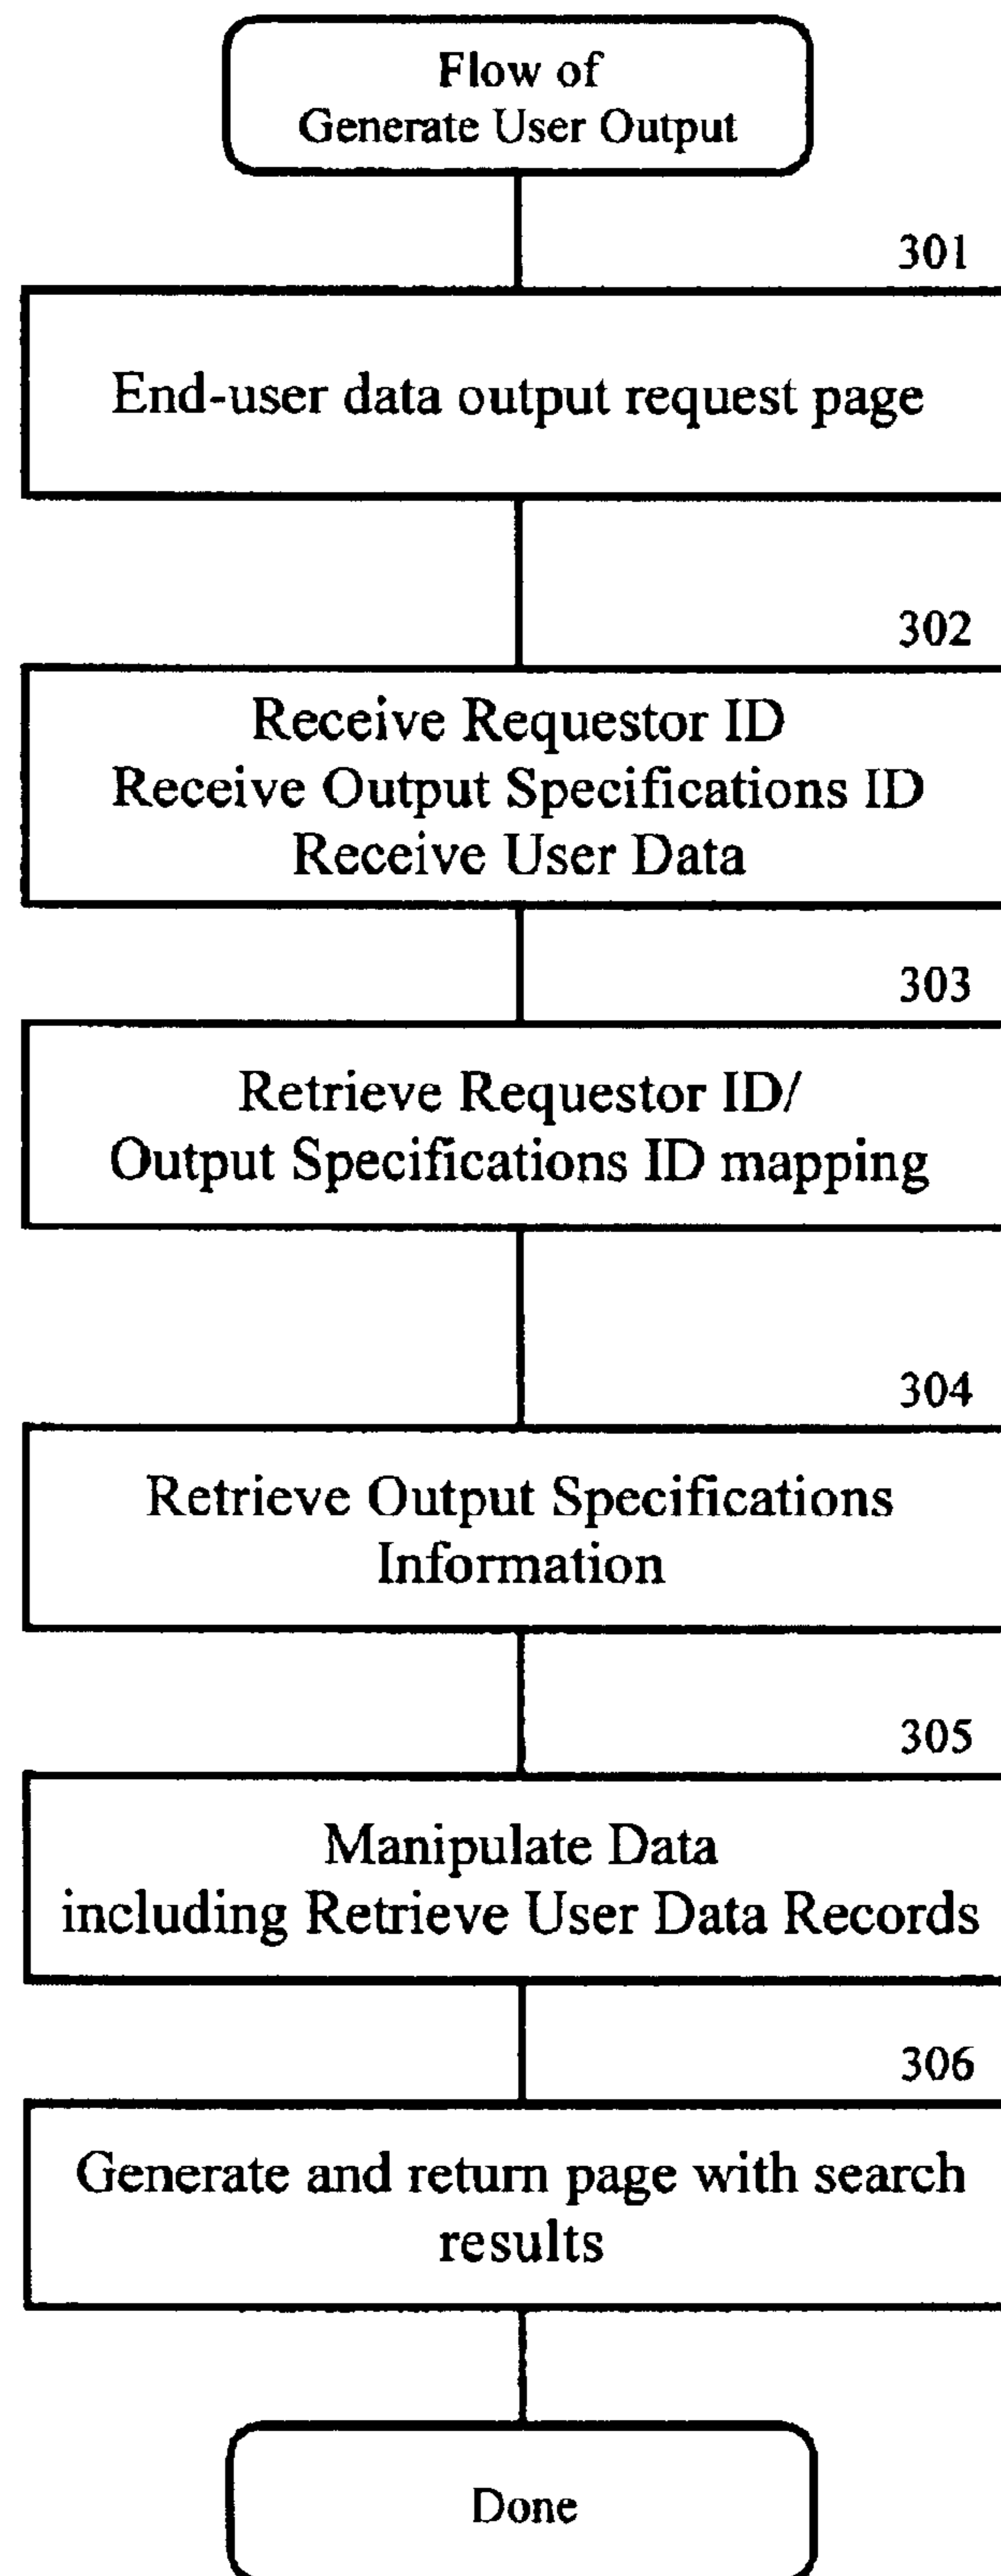 Flow of
Generate User Output
301
End-user data output request page
302
Receive Requestor ID
Receive Output Specifications ID
Receive User Data
303
Retrieve Requestor ID/
Output Specifications ID mapping
304
Retrieve Output Specifications
Information
305
Manipulate Data
including Retrieve User Data Records
306
Generate and return page with search
results
Done